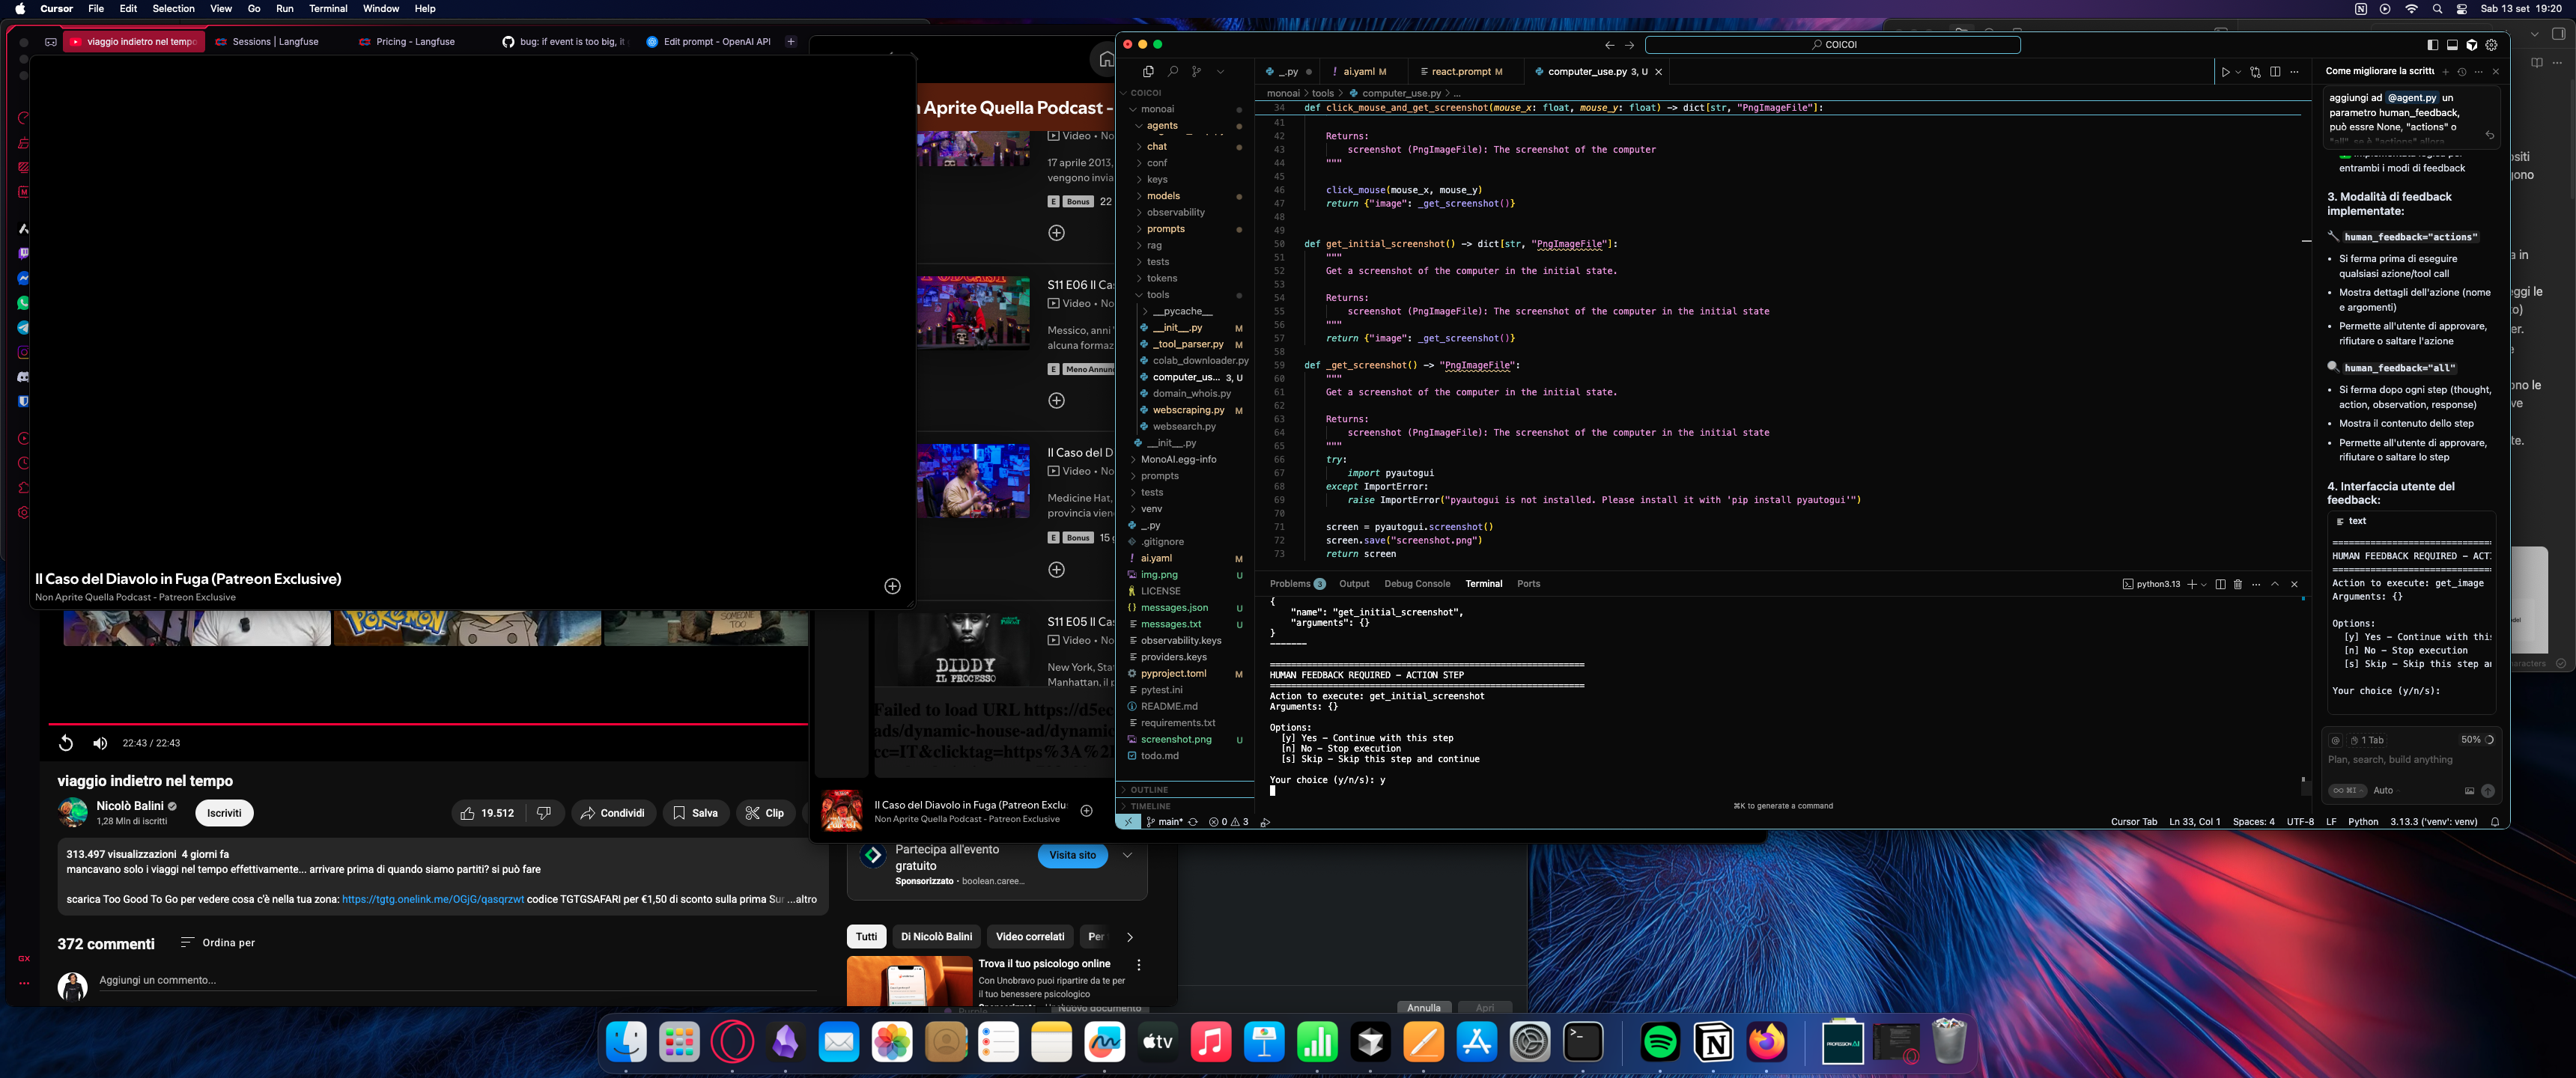 Cursor File Edit Selection View Go Run Terminal Window Help
Sab 13 set 19:20
viaggio indietro nel tempo
Sessions | Langfuse
Pricing - Langfuse
bug: if event is too big, it
Edit prompt - OpenAI API
Il Caso del Diavolo in Fuga (Patreon Exclusive)
Non Aprite Quella Podcast - Patreon Exclusive
22:43 / 22:43
viaggio indietro nel tempo
Nicolò Balini
1,28 Mln di iscritti
Iscriviti
19.512
Condividi
Salva
Clip
313.497 visualizzazioni 4 giorni fa
mancavano solo i viaggi nel tempo effettivamente... arrivare prima di quando siamo partiti? si può fare
scarica Too Good To Go per vedere cosa c'è nella tua zona: https://tgtg.onelink.me/OGjG/qasqrzwt codice TGTGSAFARI per €1,50 di sconto sulla prima Sur ...altro
372 commenti
Ordina per
Aggiungi un commento...
n Aprite Quella Podcast -
Video • No
17 aprile 2013,
vengono invia
E Bonus 22
S11 E06 Il Ca
Video • No
Messico, anni '
alcuna formaz
E Meno Annun
Il Caso del D
Video • No
Medicine Hat,
provincia vien
E Bonus 15 g
S11 E05 Il Ca
Video • No
DIDDY
IL PROCESSO
New York, Sta
Manhattan, il p
Failed to load URL https://d5ec
ads/dynamic-house-ad/dynamic
cc=IT&clicktag=https%3A%2F
Il Caso del Diavolo in Fuga (Patreon Exclu
Non Aprite Quella Podcast - Patreon Exclusive
Partecipa all'evento
gratuito
Sponsorizzato · boolean.caree...
Visita sito
Tutti
Di Nicolò Balini
Video correlati
Per
Trova il tuo psicologo online
Con Unobravo puoi ripartire da te per
il tuo benessere psicologico
Annulla
Apri
Nuovo documento
COICOI
COICOI
monoai
agents
chat
conf
keys
models
observability
prompts
rag
tests
tokens
tools
__pycache__
__init__.py M
_tool_parser.py M
colab_downloader.py
computer_us... 3, U
domain_whois.py
webscraping.py M
websearch.py
__init__.py
MonoAI.egg-info
prompts
tests
venv
_.py
.gitignore
ai.yaml M
img.png U
LICENSE
messages.json U
messages.txt U
observability.keys
providers.keys
pyproject.toml M
pytest.ini
README.md
requirements.txt
screenshot.png U
todo.md
OUTLINE
TIMELINE
_.py
ai.yaml M
react.prompt M
computer_use.py 3, U
monoai > tools > computer_use.py > ...
34 def click_mouse_and_get_screenshot(mouse_x: float, mouse_y: float) -> dict[str, "PngImageFile"]:
41
42 Returns:
43 screenshot (PngImageFile): The screenshot of the computer
44 """
45
46 click_mouse(mouse_x, mouse_y)
47 return {"image": _get_screenshot()}
48
49
50 def get_initial_screenshot() -> dict[str, "PngImageFile"]:
51 """
52 Get a screenshot of the computer in the initial state.
53
54 Returns:
55 screenshot (PngImageFile): The screenshot of the computer in the initial state
56 """
57 return {"image": _get_screenshot()}
58
59 def _get_screenshot() -> "PngImageFile":
60 """
61 Get a screenshot of the computer in the initial state.
62
63 Returns:
64 screenshot (PngImageFile): The screenshot of the computer in the initial state
65 """
66 try:
67 import pyautogui
68 except ImportError:
69 raise ImportError("pyautogui is not installed. Please install it with 'pip install pyautogui'")
70
71 screen = pyautogui.screenshot()
72 screen.save("screenshot.png")
73 return screen
Problems 3 Output Debug Console Terminal Ports
python3.13
{
"name": "get_initial_screenshot",
"arguments": {}
}
-------
============================================================
HUMAN FEEDBACK REQUIRED - ACTION STEP
============================================================
Action to execute: get_initial_screenshot
Arguments: {}
Options:
[y] Yes - Continue with this step
[n] No - Stop execution
[s] Skip - Skip this step and continue
Your choice (y/n/s): y
⌘K to generate a command
main* 0 3
Cursor Tab Ln 33, Col 1 Spaces: 4 UTF-8 LF Python 3.13.3 ('venv': venv)
Come migliorare la scrittu
aggiungi ad @agent.py un
parametro human_feedback,
può essre None, "actions" o
"all". se è "actions" allora
implementata logica per
entrambi i modi di feedback
3. Modalità di feedback
implementate:
human_feedback="actions"
• Si ferma prima di eseguire
qualsiasi azione/tool call
• Mostra dettagli dell'azione (nome
e argomenti)
• Permette all'utente di approvare,
rifiutare o saltare l'azione
human_feedback="all"
• Si ferma dopo ogni step (thought,
action, observation, response)
• Mostra il contenuto dello step
• Permette all'utente di approvare,
rifiutare o saltare lo step
4. Interfaccia utente del
feedback:
text
==============================
HUMAN FEEDBACK REQUIRED - ACT
==============================
Action to execute: get_image
Arguments: {}
Options:
[y] Yes - Continue with this
[n] No - Stop execution
[s] Skip - Skip this step a
Your choice (y/n/s):
1 Tab
50%
Plan, search, build anything
⌘I
Auto
tv
PROFESSION AI